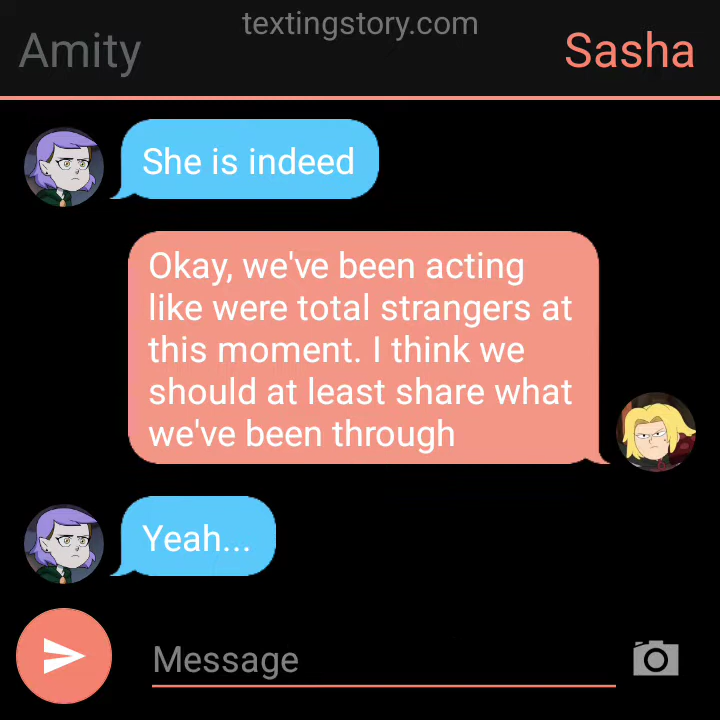 textingstory.com
Amity
Sasha
She is indeed
Okay, we've been acting
like were total strangers at
this moment. I think we
should at least share what
we've been through
Yeah...
Message